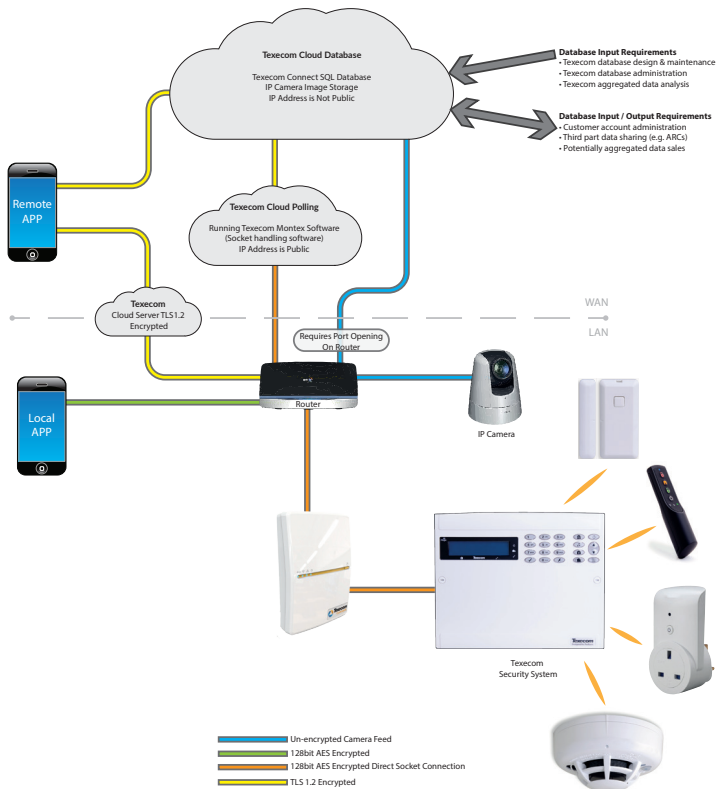 Texecom Cloud Database
Texecom Connect SQL Database
IP Camera Image Storage
IP Address is Not Public
Database Input Requirements
• Texecom database design & maintenance
• Texecom database administration
• Texecom aggregated data analysis
Database Input / Output Requirements
• Customer account administration
• Third part data sharing (e.g. ARCs)
• Potentially aggregated data sales
Remote
APP
Texecom Cloud Polling
Running Texecom Montex Software
(Socket handling software)
IP Address is Public
Texecom
Cloud Server TLS1.2
Encrypted
WAN
LAN
Requires Port Opening
On Router
Router
Local
APP
IP Camera
Texecom
Texecom
Texecom
Security System
Un-encrypted Camera Feed
128bit AES Encrypted
128bit AES Encrypted Direct Socket Connection
TLS 1.2 Encrypted